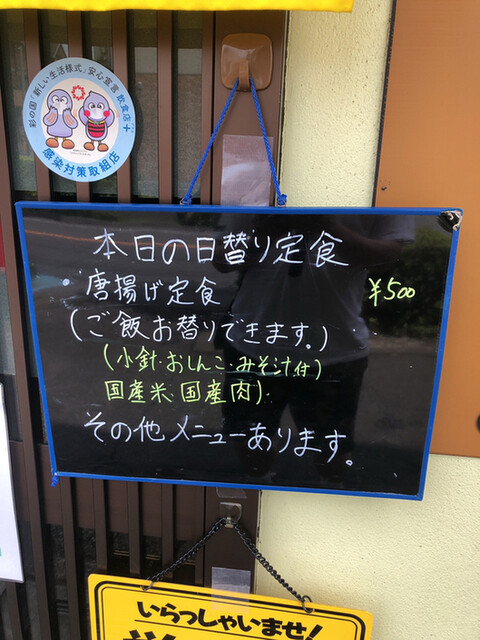 彩の国「新しい生活様式」安心宣言 飲食店+
感染対策取組店
本日の日替り定食
・唐揚げ定食 ¥500
(ご飯お替りできます。)
(小針・おしんこ・みそ汁付)
国産米、国産肉).
その他メニューあります。
いらっしゃいませ!